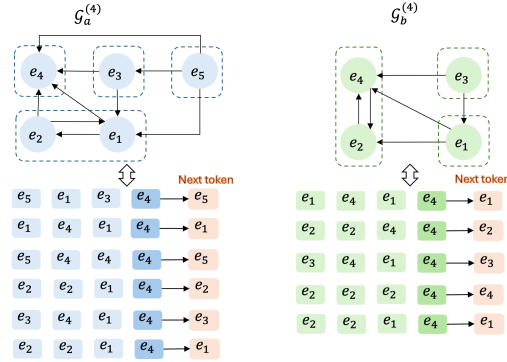 𝒢ₐ⁽⁴⁾ 𝒢_b⁽⁴⁾
e₄ e₃ e₅ e₄ e₃
e₂ e₁ e₂ e₁
Next token Next token
e₅ e₁ e₃ e₄ e₅ e₁ e₄ e₁ e₄ e₁
e₁ e₄ e₁ e₄ e₁ e₂ e₂ e₁ e₄ e₂
e₅ e₄ e₄ e₄ e₅ e₃ e₄ e₁ e₄ e₃
e₂ e₂ e₁ e₄ e₂ e₂ e₂ e₂ e₄ e₄
e₃ e₄ e₁ e₄ e₃ e₂ e₂ e₁ e₄ e₁
e₂ e₂ e₁ e₄ e₁